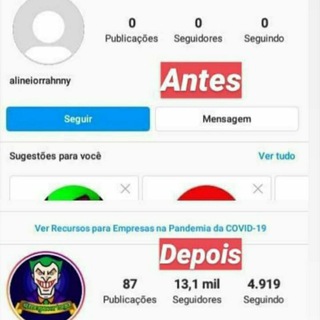 0 0 0
Publicações Seguidores Seguindo
alineiorrahnny
Antes
Seguir Mensagem
Sugestões para você Ver tudo
Ver Recursos para Empresas na Pandemia da COVID-19
Depois
87 13,1 mil 4.919
Publicações Seguidores Seguindo